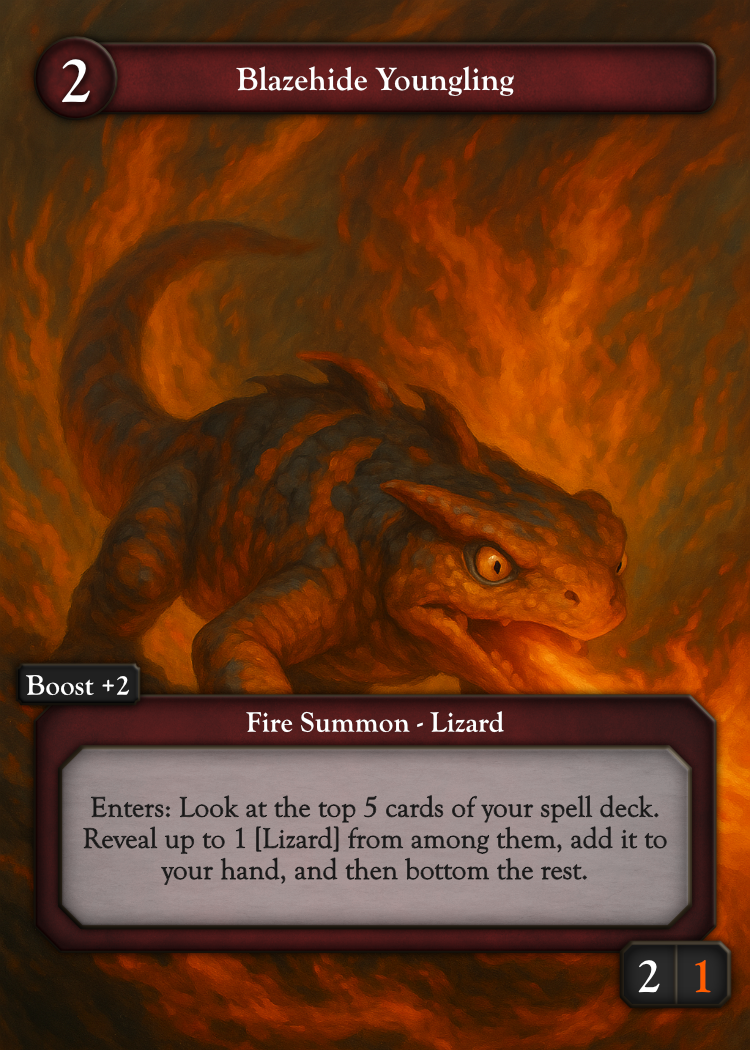 2
Blazehide Youngling
Boost +2
Fire Summon - Lizard
Enters: Look at the top 5 cards of your spell deck.
Reveal up to 1 [Lizard] from among them, add it to
your hand, and then bottom the rest.
2 1